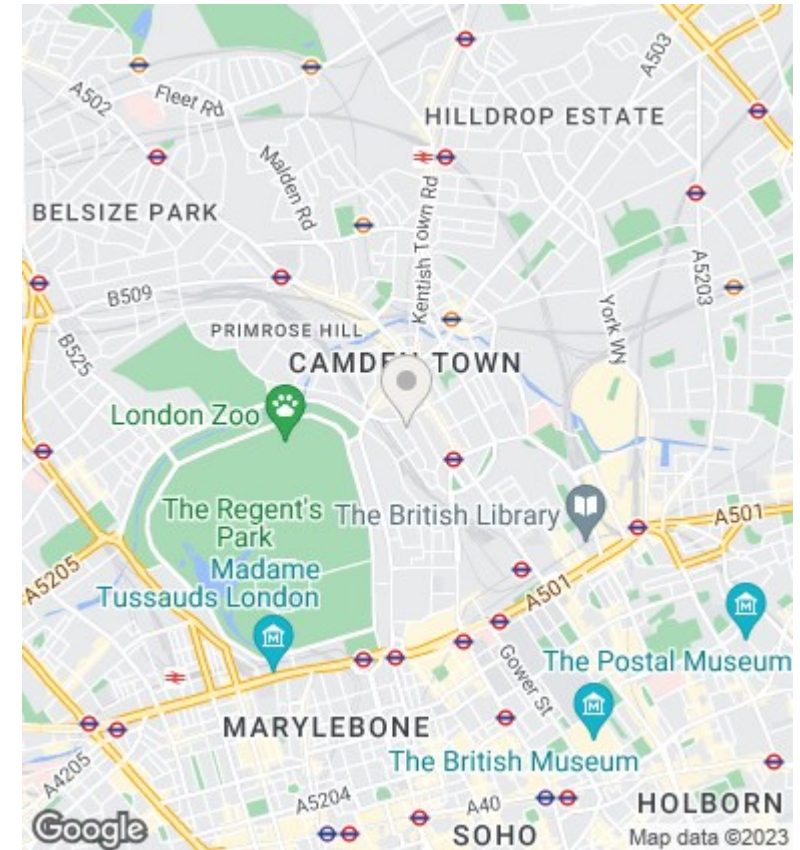 A503
A502
Fleet Rd
HILLDROP ESTATE
Malden Rd
BELSIZE PARK
Kentish Town Rd
A5203
B509
York Wy
PRIMROSE HILL
B525
CAMDEN TOWN
London Zoo
The Regent's
Park
The British Library
A501
Madame
Tussauds London
A5205
A501
Gower St
The Postal Museum
MARYLEBONE
The British Museum
A4205
A5204
A40
HOLBORN
SOHO
Google
Map data ©2023